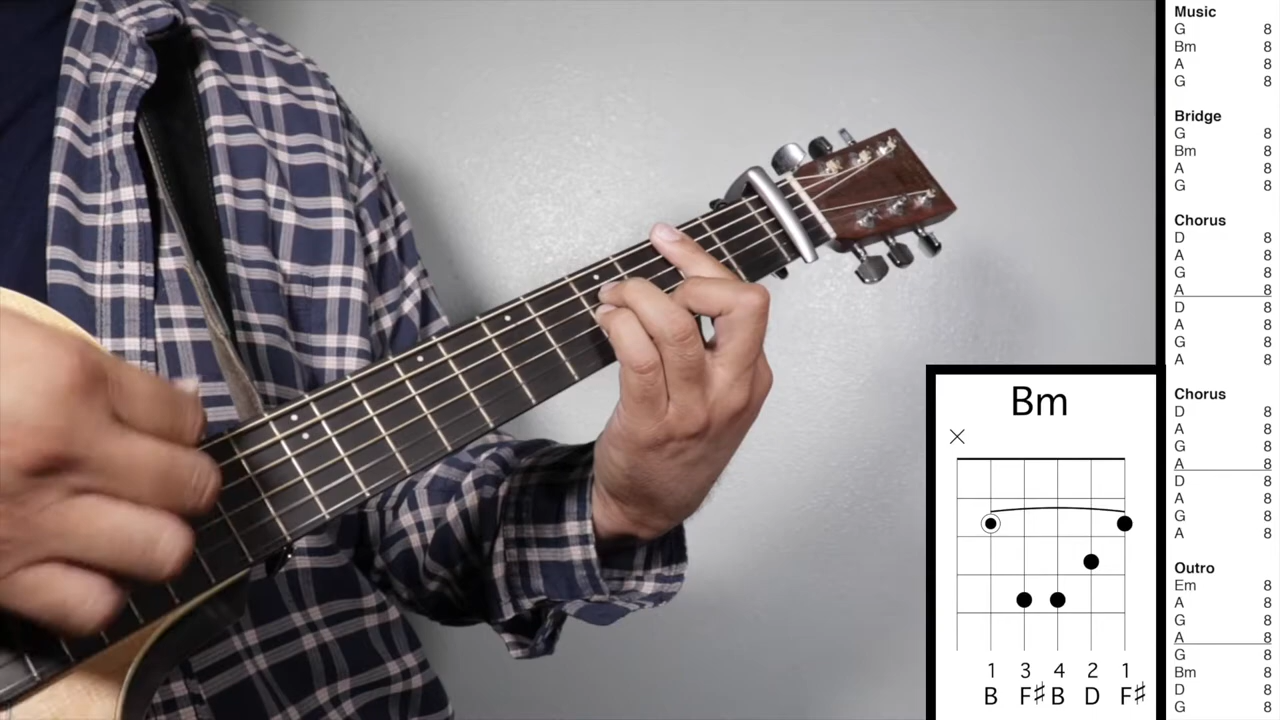 Music
G 8
Bm 8
A 8
G 8
Bridge
G 8
Bm 8
A 8
G 8
Chorus
D 8
A 8
G 8
A 8
D 8
A 8
G 8
A 8
Chorus
D 8
A 8
G 8
A 8
D 8
A 8
G 8
A 8
Outro
Em 8
A 8
G 8
A 8
G 8
Bm 8
D 8
G 8
Bm
×
1 3 4 2 1
B F♯ B D F♯